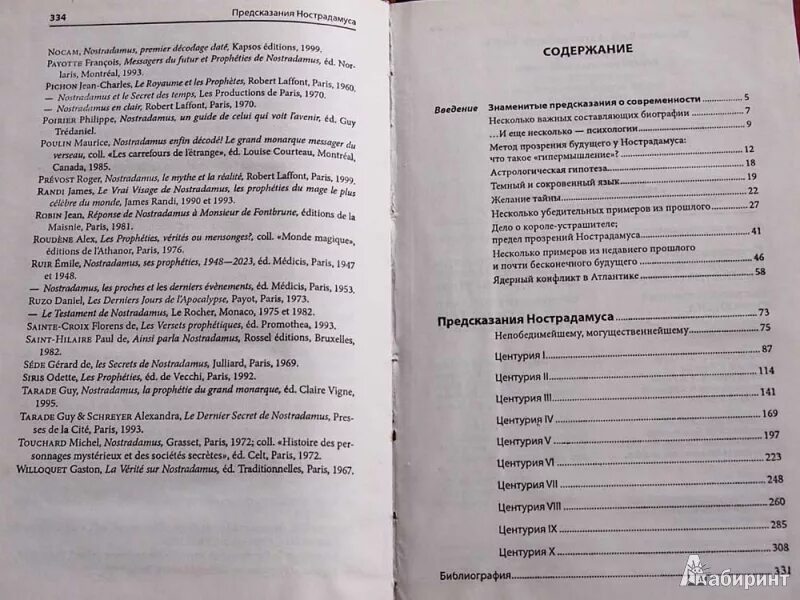 334
Предсказания Нострадамуса
NOCAM, Nostradamus, premier décodage daté, Kapsos éditions, 1999.
PAYOTTE François, Messagers du futur et Prophéties de Nostradamus, éd. No-
laris, Montréal, 1993.
PICHON Jean-Charles, Le Royaume et les Prophètes, Robert Laffont, Paris, 1960.
— Nostradamus et le Secret des temps, Les Productions de Paris, 1970.
— Nostradamus en clair, Robert Laffont, Paris, 1970.
POIRIER Philippe, Nostradamus, un guide de celui qui voit l'avenir, éd. Guy
Trédaniel.
POULIN Maurice, Nostradamus enfin décodé! Le grand monarque messager du
verseau, coll. «Les carrefours de l'étrange», éd. Louise Courteau, Montréal,
Canada, 1985.
PRÉVOST Roger, Nostradamus, le mythe et la réalité, Robert Laffont, Paris, 1999.
RANDI James, Le Vrai Visage de Nostradamus, les prophéties du mage le plus
célèbre du monde, James Randi, 1990 et 1993.
ROBIN Jean, Réponse de Nostradamus à Monsieur de Fontbrune, éditions de la
Maisnie, Paris, 1981.
ROUDÈNE Alex, Les Prophéties, vérités ou mensonges?, coll. «Monde magique»,
éditions de l'Athanor, Paris, 1976.
RUIR Émile, Nostradamus, ses prophéties, 1948—2023, éd. Médicis, Paris, 1947
et 1948.
— Nostradamus, les proches et les derniers événements, éd. Médicis, Paris, 1953.
RUZO Daniel, Les Derniers Jours de l'Apocalypse, Payot, Paris, 1973.
— Le Testament de Nostradamus, Le Rocher, Monaco, 1975 et 1982.
SAINTE-CROIX Florens de, Les Versets prophétiques, éd. Promothea, 1993.
SAINT-HILAIRE Paul de, Ainsi parla Nostradamus, Rossel éditions, Bruxelles,
1982.
SÈDE Gérard de, les Secrets de Nostradamus, Julliard, Paris, 1969.
SIRIS Odette, Les Prophéties, éd. de Vecchi, Paris, 1992.
TARADE Guy, Nostradamus, la prophétie du grand monarque, éd. Claire Vigne,
1995.
TARADE Guy & SCHREYER Alexandra, Le Dernier Secret de Nostradamus, Pres-
ses de la Cité, Paris, 1993.
TOUCHARD Michel, Nostradamus, Grasset, Paris, 1972; coll. «Histoire des per-
sonnages mystérieux et des sociétés secrètes», éd. Celt, Paris, 1972.
WILLOQUET Gaston, La Vérité sur Nostradamus, éd. Traditionnelles, Paris, 1967.
СОДЕРЖАНИЕ
Введение Знаменитые предсказания о современности 5
Несколько важных составляющих биографии 7
...И еще несколько — психологии 9
Метод прозрения будущего у Нострадамуса:
что такое «гипермышление»? 12
Астрологическая гипотеза 18
Темный и сокровенный язык 19
Желание тайны 22
Несколько убедительных примеров из прошлого 27
Дело о короле-устрашителе:
предел прозрений Нострадамуса 41
Несколько примеров из недавнего прошлого
и почти бесконечного будущего 46
Ядерный конфликт в Атлантике 58
Предсказания Нострадамуса 73
Непобедимейшему, могущественнейшему 75
Центурия I 87
Центурия II 114
Центурия III 141
Центурия IV 169
Центурия V 197
Центурия VI 223
Центурия VII 248
Центурия VIII 260
Центурия IX 285
Центурия X 308
Библиография 331
Лабиринт